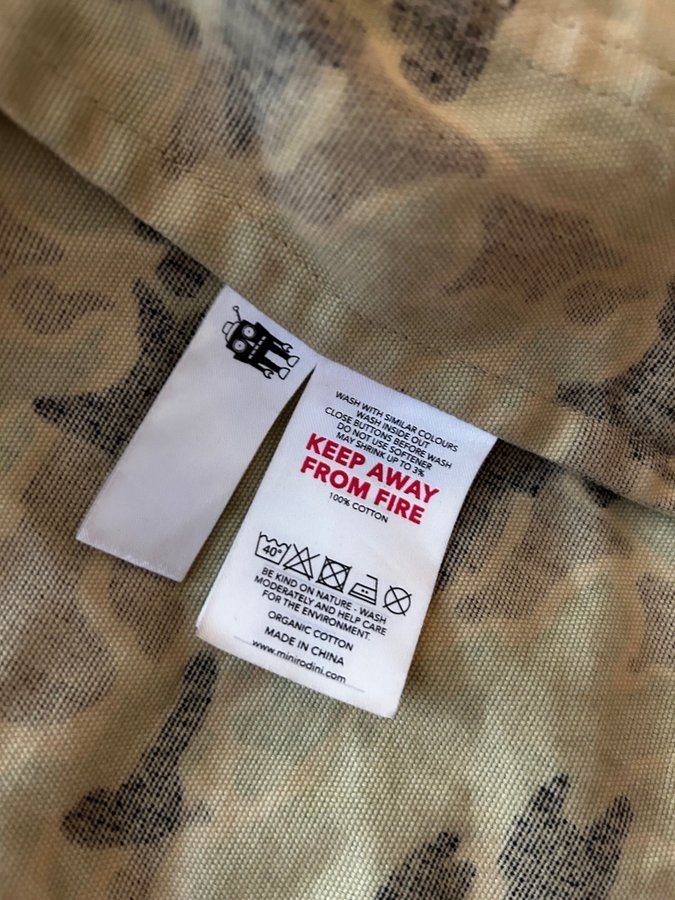 WASH WITH SIMILAR COLOURS
WASH INSIDE OUT
CLOSE BUTTONS BEFORE WASH
DO NOT USE SOFTENER
MAY SHRINK UP TO 3%
KEEP AWAY
FROM FIRE
100% COTTON
40°
BE KIND ON NATURE - WASH
MODERATELY AND HELP CARE
FOR THE ENVIRONMENT.
ORGANIC COTTON
MADE IN CHINA
www.minirodini.com